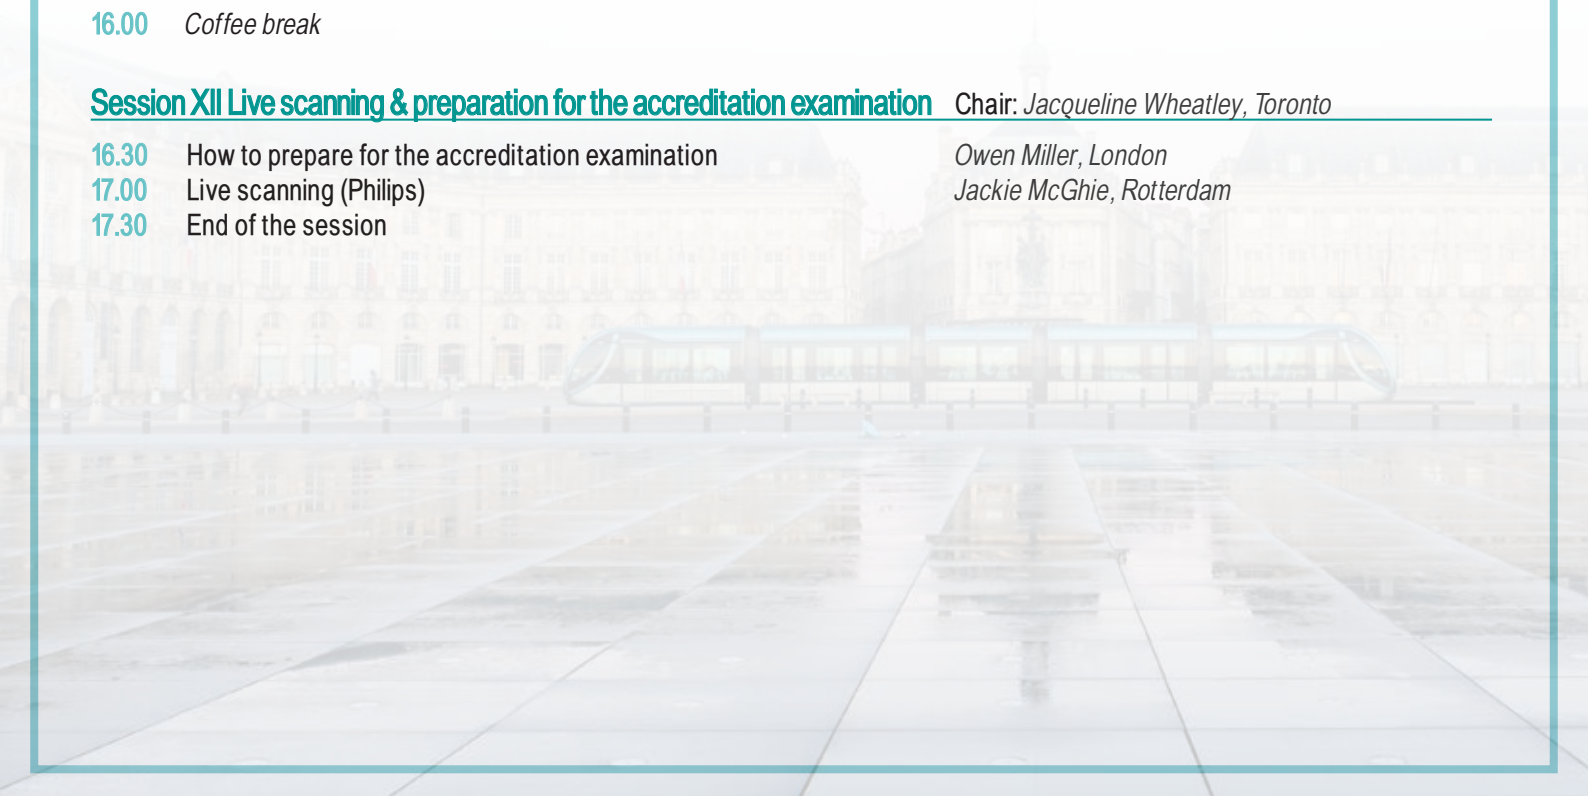 16.00 Coffee break
Session XII Live scanning & preparation for the accreditation examination Chair: Jacqueline Wheatley, Toronto
16.30 How to prepare for the accreditation examination Owen Miller, London
17.00 Live scanning (Philips) Jackie McGhie, Rotterdam
17.30 End of the session